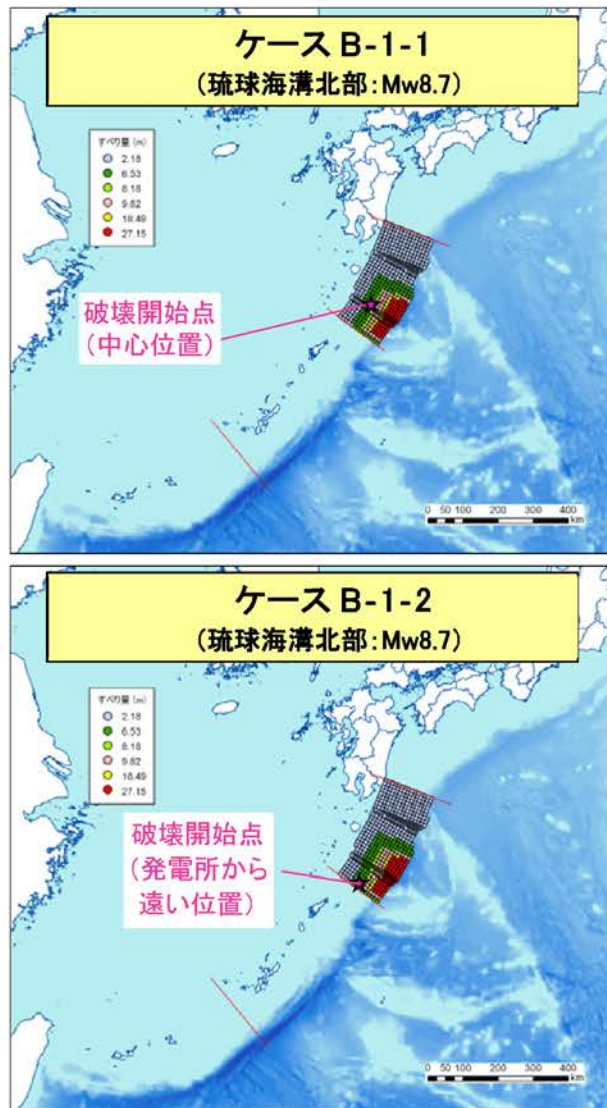 ケース B-1-1
(琉球海溝北部:Mw8.7)
すべり量 (m)
2.18
6.53
8.18
9.82
18.49
27.15
破壊開始点
(中心位置)
0 50 100 200 300 400
km
ケース B-1-2
(琉球海溝北部:Mw8.7)
すべり量 (m)
2.18
6.53
8.18
9.82
18.49
27.15
破壊開始点
(発電所から
遠い位置)
0 50 100 200 300 400
km